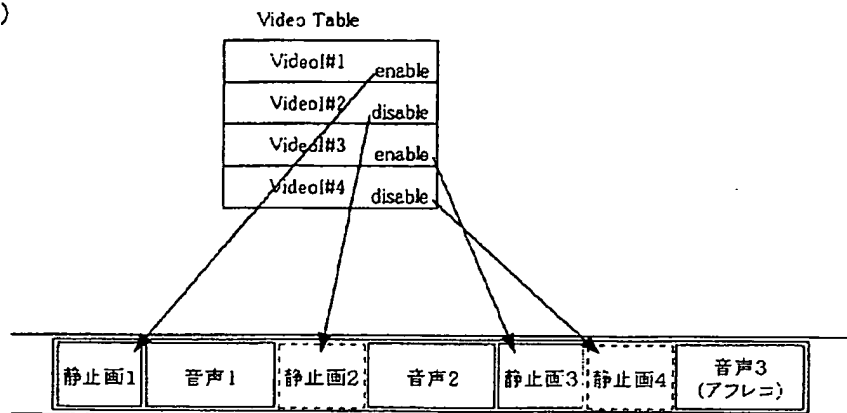 )
Video Table
VideoI#1 enable
VideoI#2 disable
VideoI#3 enable
VideoI#4 disable
静止画1 音声1 静止画2 音声2 静止画3 静止画4 音声3
(アフレコ)